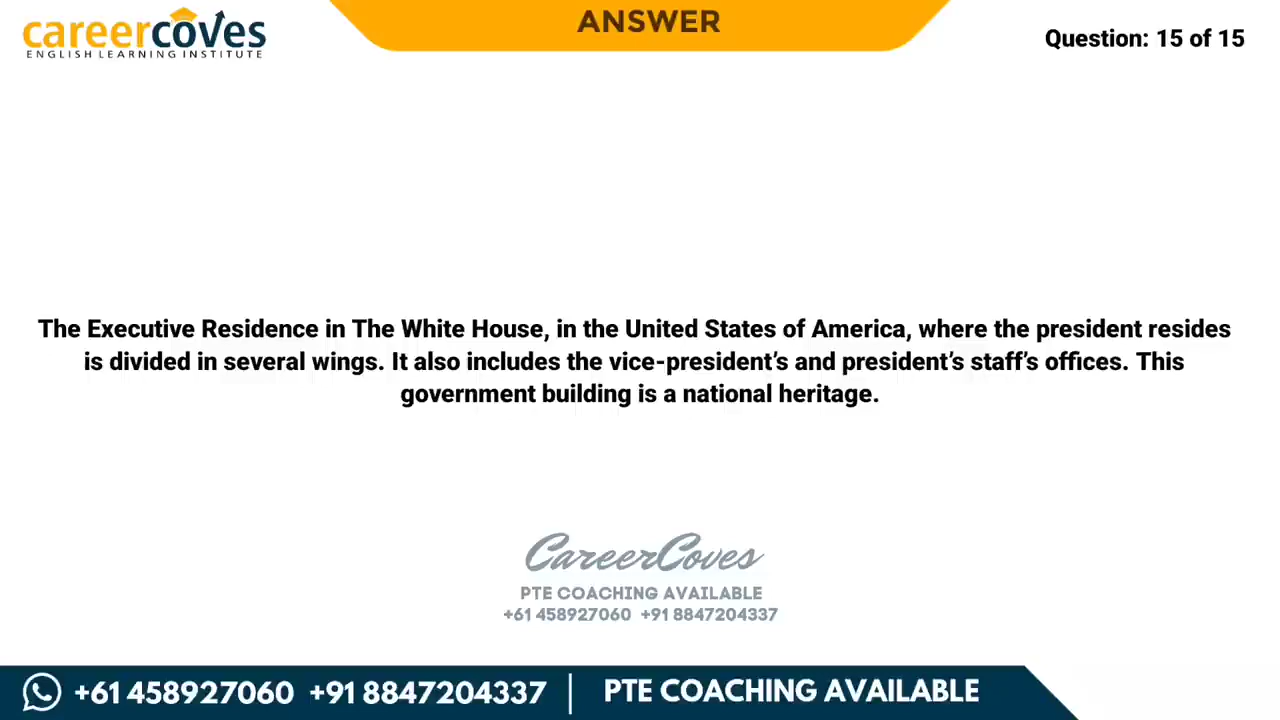 careercoves
ENGLISH LEARNING INSTITUTE
ANSWER
Question: 15 of 15
The Executive Residence in The White House, in the United States of America, where the president resides
is divided in several wings. It also includes the vice-president’s and president’s staff’s offices. This
government building is a national heritage.
CareerCoves
PTE COACHING AVAILABLE
+61 458927060 +91 8847204337
+61 458927060 +91 8847204337 | PTE COACHING AVAILABLE